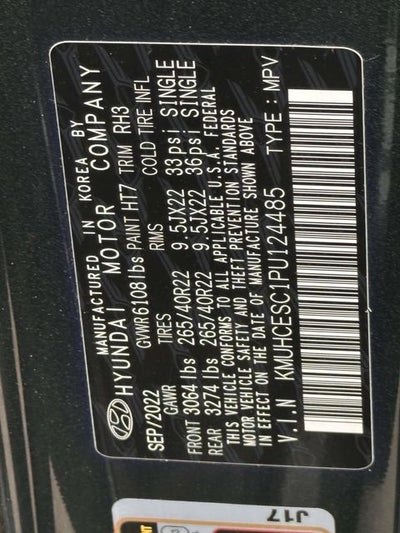 MANUFACTURED IN KOREA BY
HYUNDAI MOTOR COMPANY
SEP/2022 GVWR 6108 lbs PAINT HT7 TRIM RH3
GAWR TIRES RIMS COLD TIRE INFL
FRONT 3064 lbs 265/40R22 9.5JX22 33psi SINGLE
REAR 3274 lbs 265/40R22 9.5JX22 36psi SINGLE
THIS VEHICLE CONFORMS TO ALL APPLICABLE U.S.A. FEDERAL
MOTOR VEHICLE SAFETY AND THEFT PREVENTION STANDARDS
IN EFFECT ON THE DATE OF MANUFACTURE SHOWN ABOVE
V.I.N KMUHCESC1PU124485 TYPE : MPV
J17